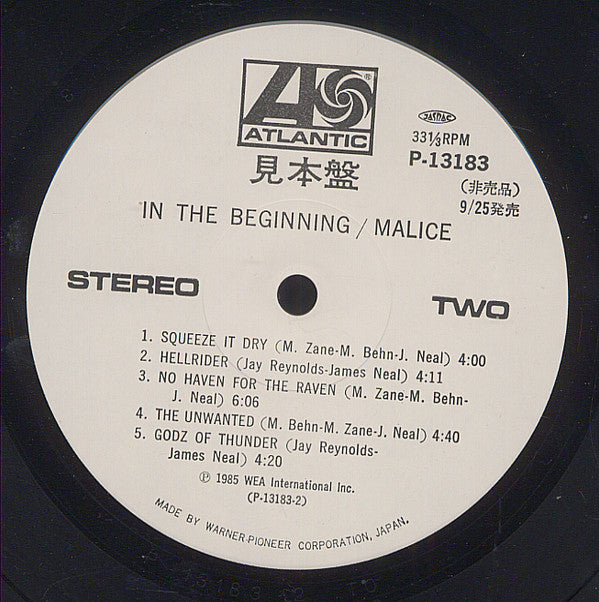 ATLANTIC
®
見本盤
JASRAC
33⅓RPM
P-13183
(非売品)
9/25発売
IN THE BEGINNING / MALICE
STEREO
TWO
1. SQUEEZE IT DRY (M. Zane-M. Behn-J. Neal) 4:00
2. HELLRIDER (Jay Reynolds-James Neal) 4:11
3. NO HAVEN FOR THE RAVEN (M. Zane-M. Behn-
J. Neal) 6:06
4. THE UNWANTED (M. Behn-M. Zane-J. Neal) 4:40
5. GODZ OF THUNDER (Jay Reynolds-
James Neal) 4:20
Ⓟ 1985 WEA International Inc.
(P-13183-2)
MADE BY WARNER-PIONEER CORPORATION, JAPAN.